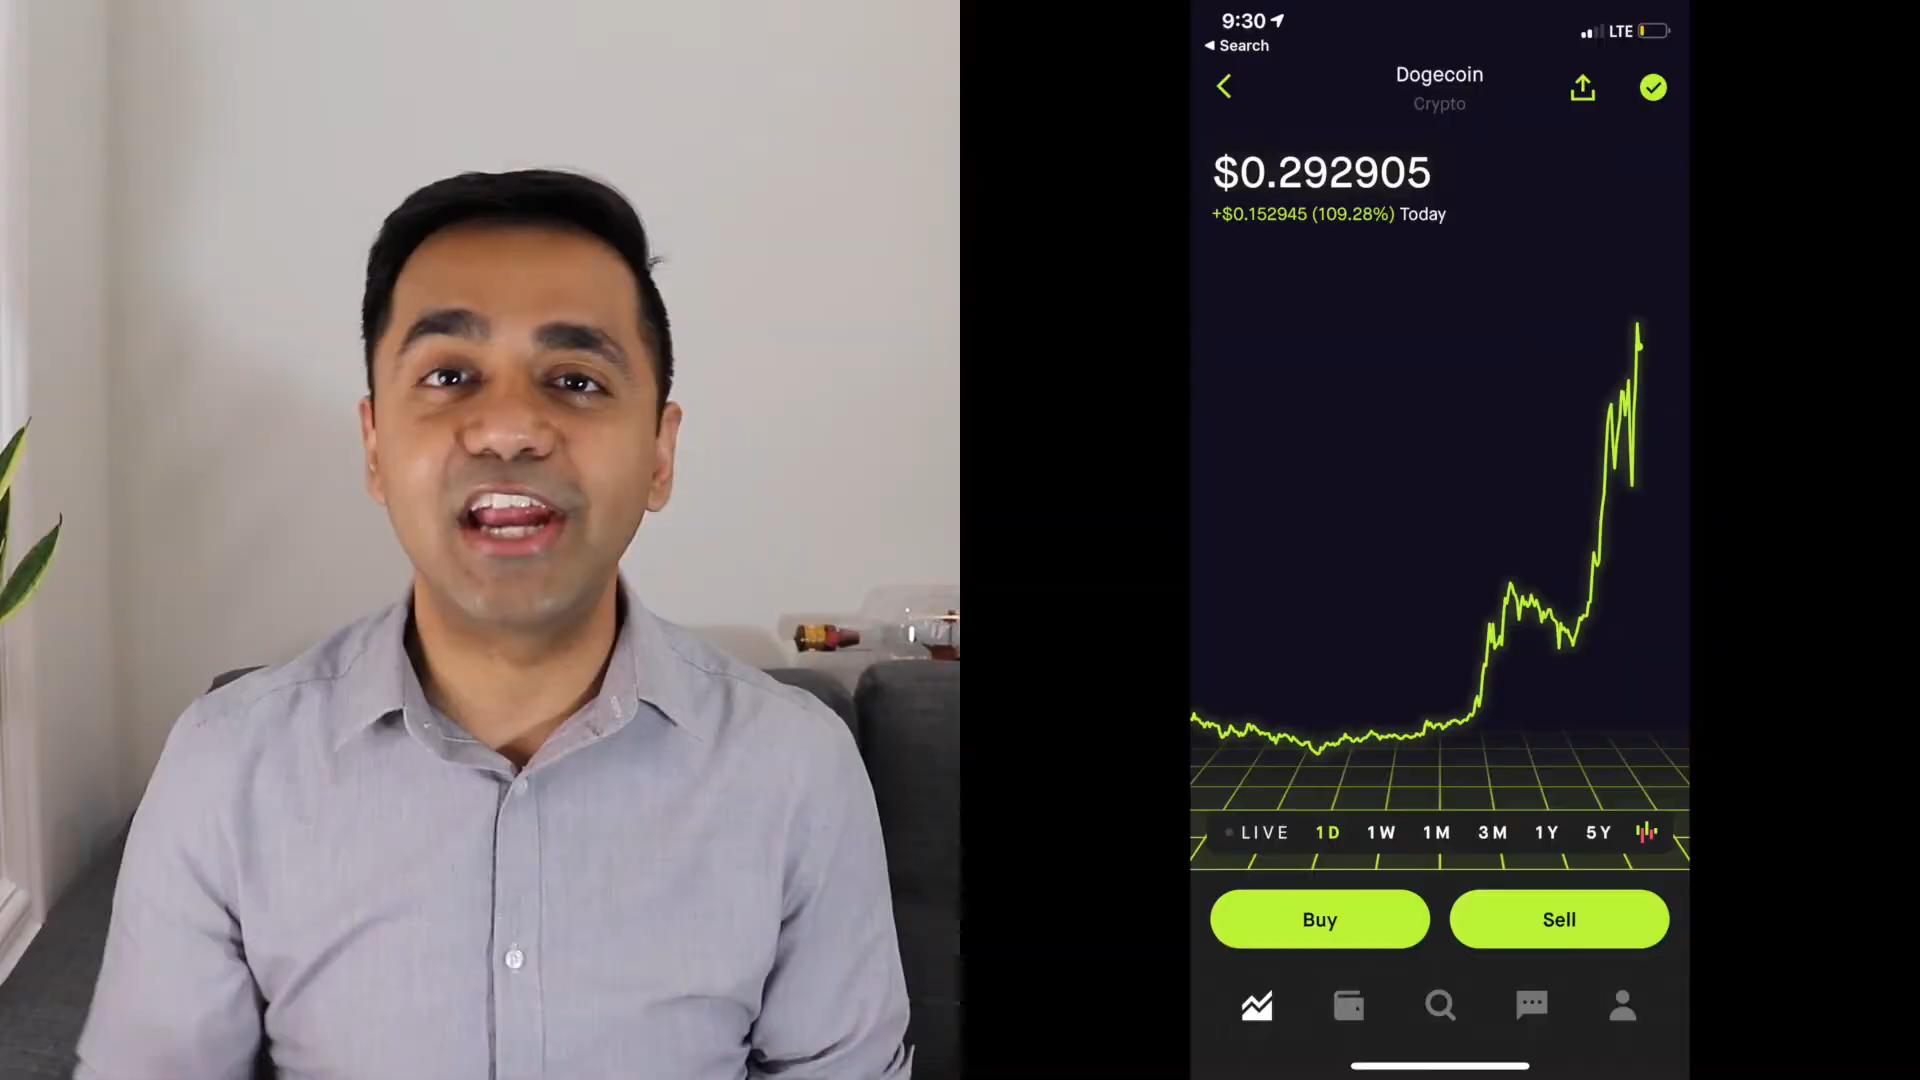 9:30
LTE
Search
Dogecoin
Crypto
$0.292905
+$0.152945 (109.28%) Today
LIVE 1D 1W 1M 3M 1Y 5Y
Buy Sell